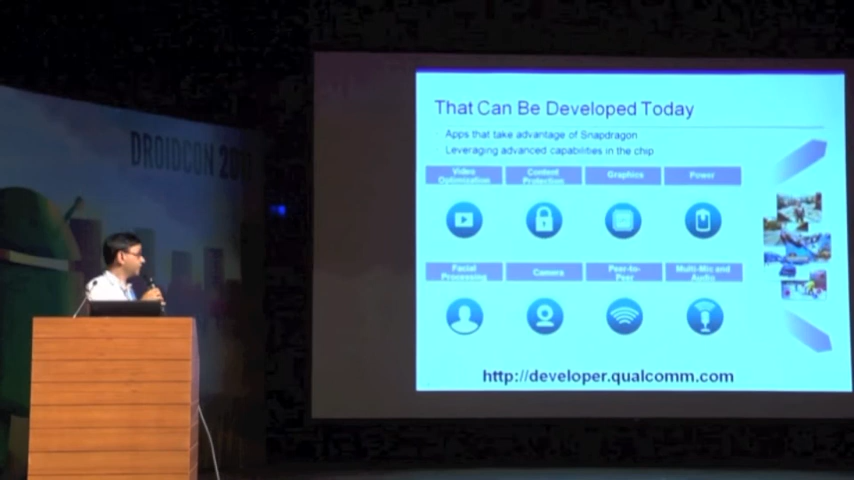 DROIDCON
That Can Be Developed Today
Apps that take advantage of Snapdragon
Leveraging advanced capabilities in the chip
Video
Optimization
Content
Protection
Graphics
Power
Facial
Processing
Camera
Peer-to-
Peer
Multi-Mic and
Audio
http://developer.qualcomm.com